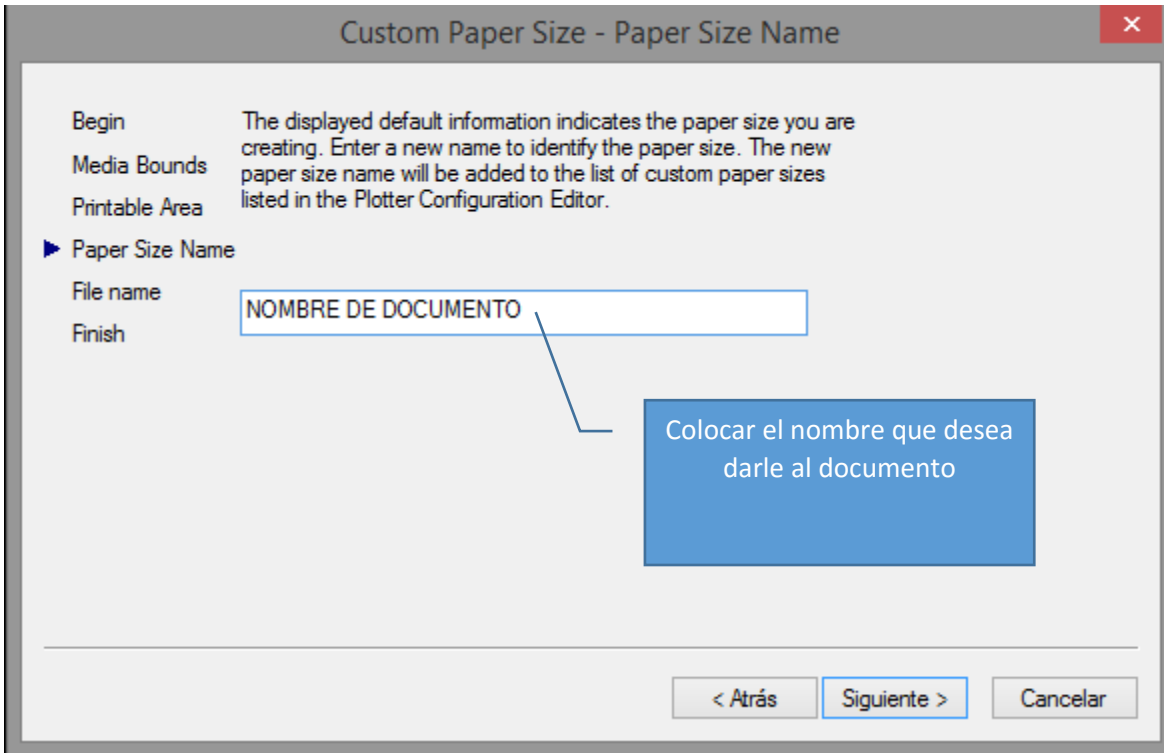 Custom Paper Size - Paper Size Name
Begin
Media Bounds
Printable Area
Paper Size Name
File name
Finish
The displayed default information indicates the paper size you are
creating. Enter a new name to identify the paper size. The new
paper size name will be added to the list of custom paper sizes
listed in the Plotter Configuration Editor.
NOMBRE DE DOCUMENTO
Colocar el nombre que desea
darle al documento
< Atrás
Siguiente >
Cancelar